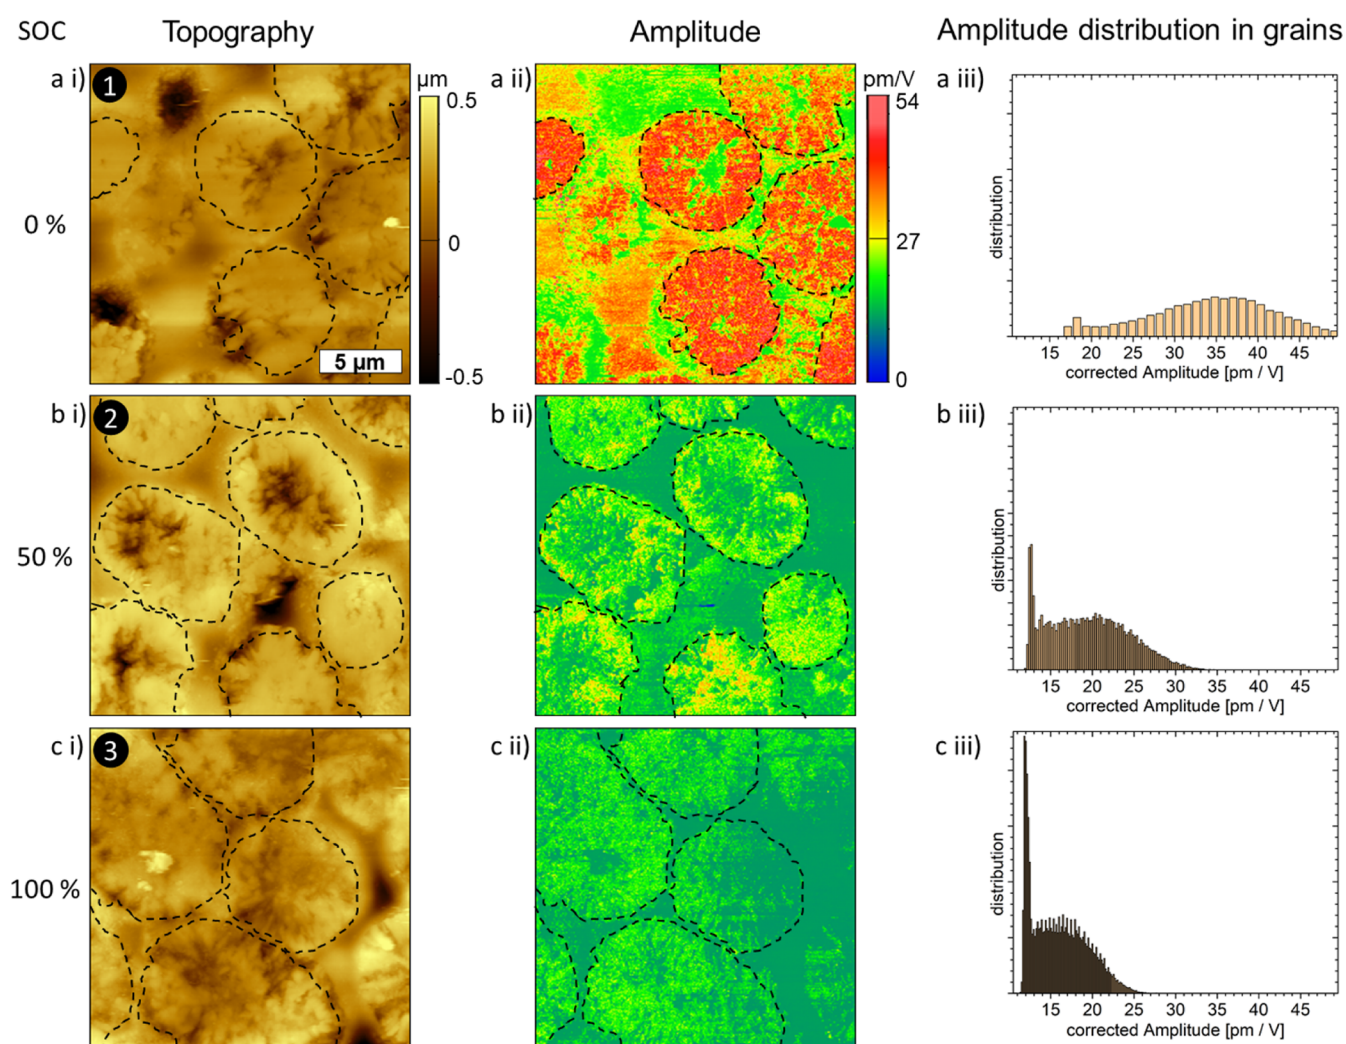 SOC Topography Amplitude Amplitude distribution in grains
a i) 1 µm a ii) pm/V a iii)
0.5 54
0 % 0 27 distribution
5 µm
-0.5 0
15 20 25 30 35 40 45
corrected Amplitude [pm / V]
b i) 2 b ii) b iii)
50 % distribution
15 20 25 30 35 40 45
corrected Amplitude [pm / V]
c i) 3 c ii) c iii)
100 % distribution
15 20 25 30 35 40 45
corrected Amplitude [pm / V]